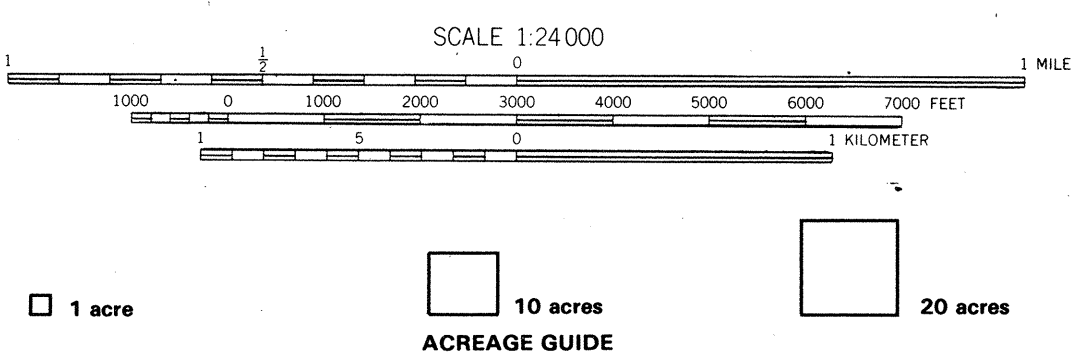 SCALE 1:24 000
1 1/2 0 1 MILE
1000 0 1000 2000 3000 4000 5000 6000 7000 FEET
1 5 0 1 KILOMETER
1 acre 10 acres 20 acres
ACREAGE GUIDE